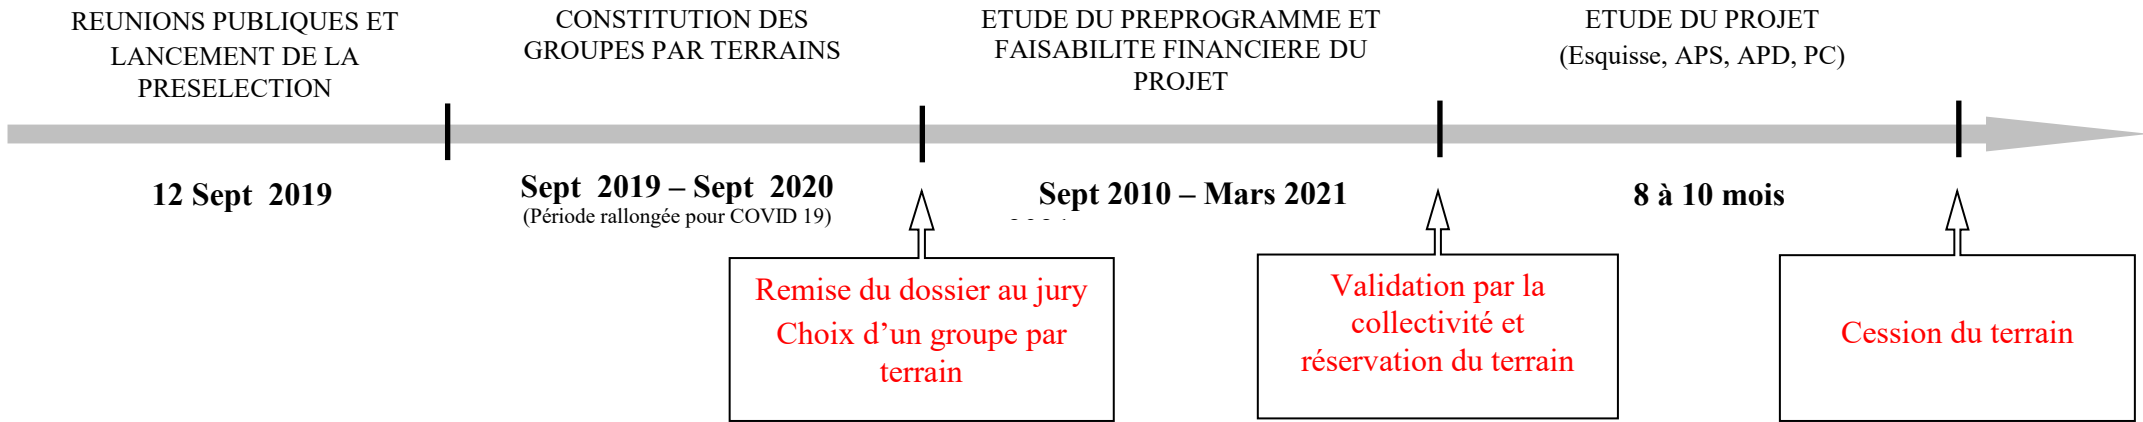 REUNIONS PUBLIQUES ET
LANCEMENT DE LA
PRESELECTION
CONSTITUTION DES
GROUPES PAR TERRAINS
ETUDE DU PREPROGRAMME ET
FAISABILITE FINANCIERE DU
PROJET
ETUDE DU PROJET
(Esquisse, APS, APD, PC)
12 Sept 2019
Sept 2019 – Sept 2020
(Période rallongée pour COVID 19)
Sept 2010 – Mars 2021
8 à 10 mois
Remise du dossier au jury
Choix d’un groupe par
terrain
Validation par la
collectivité et
réservation du terrain
Cession du terrain